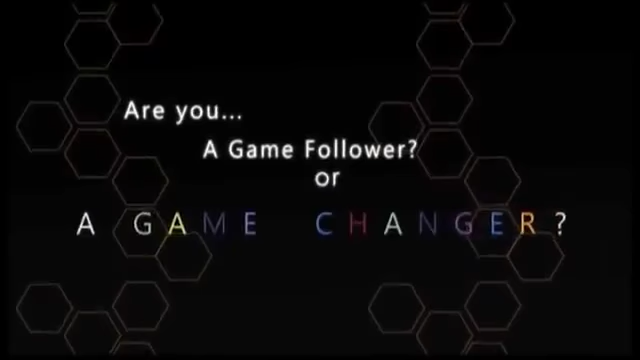 Are you...
A Game Follower?
or
A GAME CHANGER?